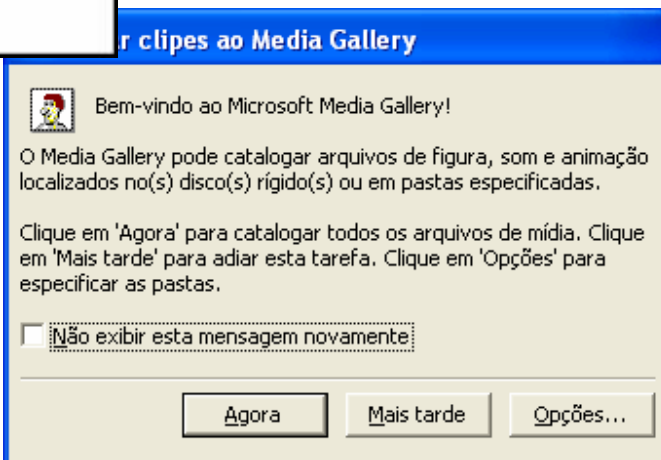 clipes ao Media Gallery
Bem-vindo ao Microsoft Media Gallery!
O Media Gallery pode catalogar arquivos de figura, som e animação
localizados no(s) disco(s) rígido(s) ou em pastas especificadas.
Clique em 'Agora' para catalogar todos os arquivos de mídia. Clique
em 'Mais tarde' para adiar esta tarefa. Clique em 'Opções' para
especificar as pastas.
Não exibir esta mensagem novamente
Agora
Mais tarde
Opções...